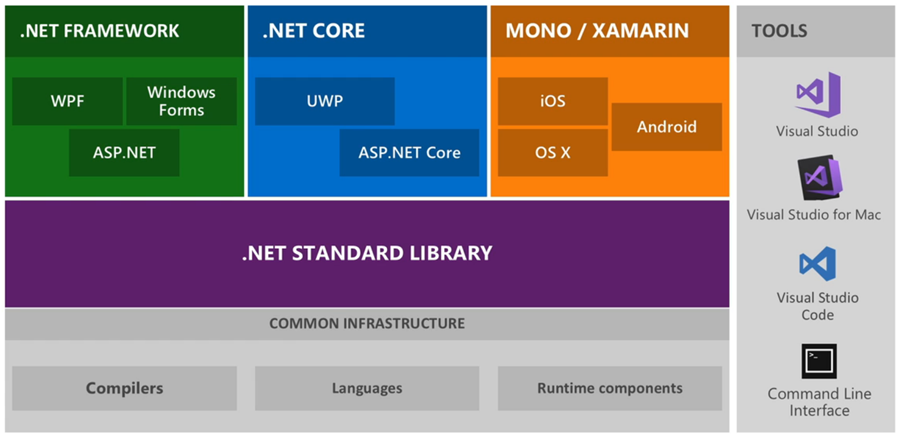 .NET FRAMEWORK
WPF
Windows
Forms
ASP.NET
.NET CORE
UWP
ASP.NET Core
MONO / XAMARIN
iOS
Android
OS X
.NET STANDARD LIBRARY
COMMON INFRASTRUCTURE
Compilers
Languages
Runtime components
TOOLS
Visual Studio
Visual Studio for Mac
Visual Studio
Code
>_
Command Line
Interface